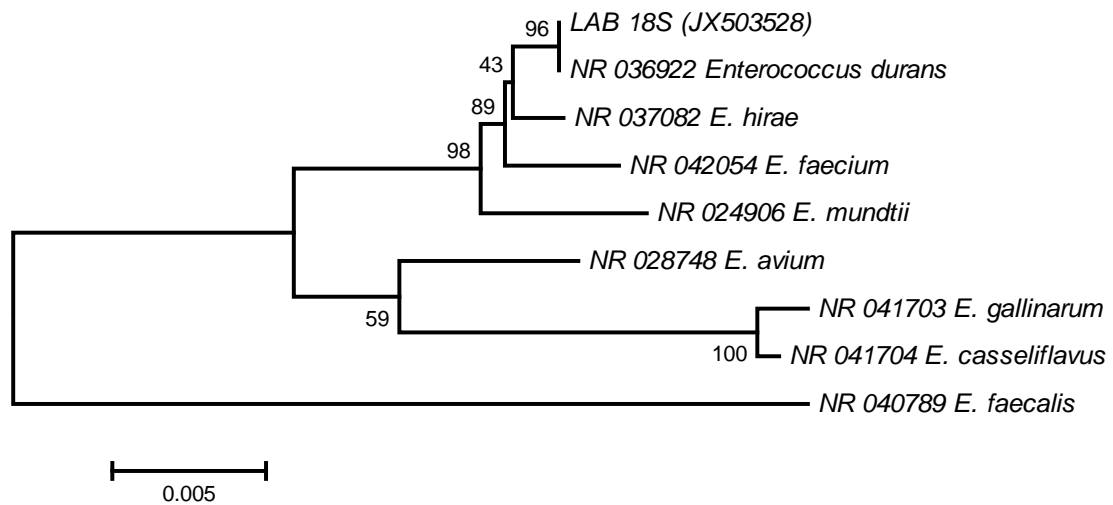 96
LAB 18S (JX503528)
43
NR 036922 Enterococcus durans
89
NR 037082 E. hirae
98
NR 042054 E. faecium
NR 024906 E. mundtii
NR 028748 E. avium
59
NR 041703 E. gallinarum
100
NR 041704 E. casseliflavus
NR 040789 E. faecalis
0.005